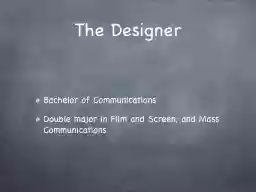 The Designer
Bachelor of Communications
Double major in Film and Screen, and Mass
Communications